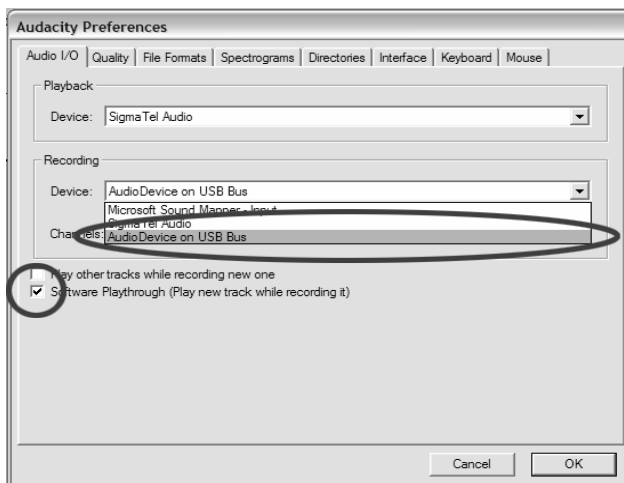 Audacity Preferences
Audio I/O Quality File Formats Spectrograms Directories Interface Keyboard Mouse
Playback
Device: SigmaTel Audio
Recording
Device: AudioDevice on USB Bus
Microsoft Sound Mapper - Input
SigmaTel Audio
Channels: AudioDevice on USB Bus
Play other tracks while recording new one
Software Playthrough (Play new track while recording it)
Cancel OK